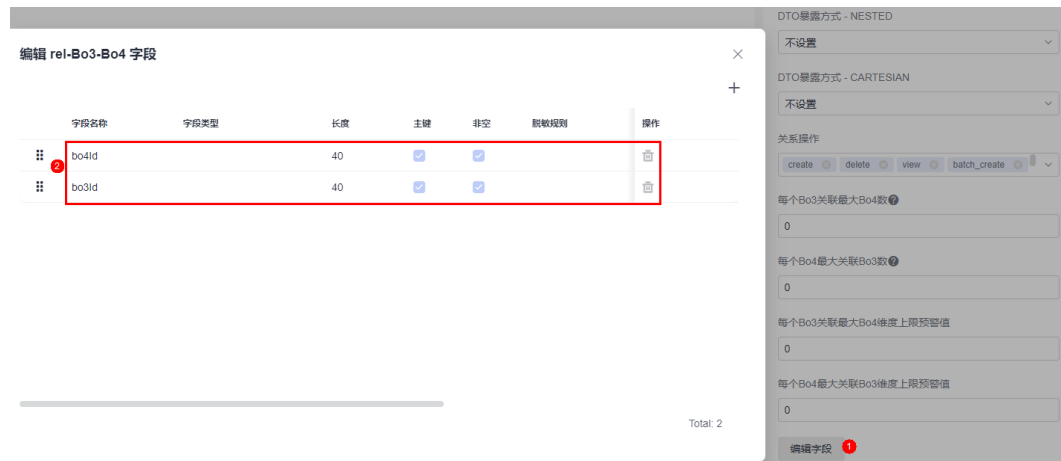 编辑 rel-Bo3-Bo4 字段
字段名称 字段类型 长度 主键 非空 脱敏规则 操作
2
bo4Id 40
bo3Id 40
Total: 2
DTO暴露方式 - NESTED
不设置
DTO暴露方式 - CARTESIAN
不设置
关系操作
create delete view batch_create
每个Bo3关联最大Bo4数
0
每个Bo4最大关联Bo3数
0
每个Bo3关联最大Bo4维度上限预警值
0
每个Bo4最大关联Bo3维度上限预警值
0
编辑字段 1